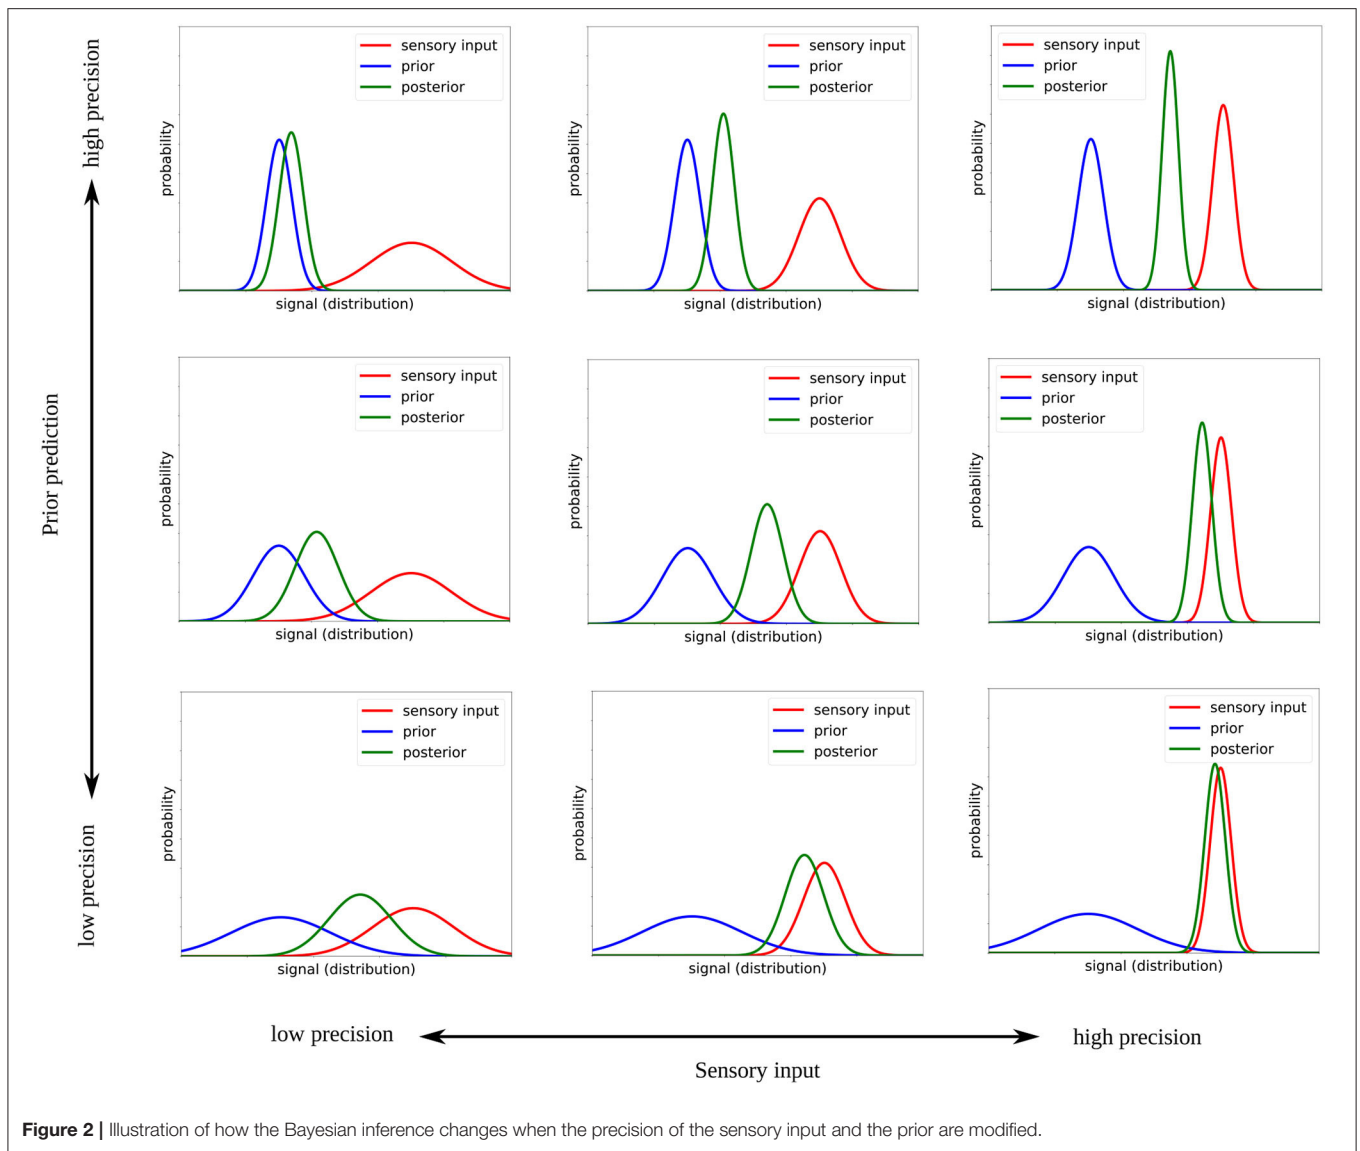 high precision
Prior prediction
low precision
sensory input
prior
posterior
probability
signal (distribution)
sensory input
prior
posterior
probability
signal (distribution)
sensory input
prior
posterior
probability
signal (distribution)
sensory input
prior
posterior
probability
signal (distribution)
sensory input
prior
posterior
probability
signal (distribution)
sensory input
prior
posterior
probability
signal (distribution)
sensory input
prior
posterior
probability
signal (distribution)
sensory input
prior
posterior
probability
signal (distribution)
sensory input
prior
posterior
probability
signal (distribution)
low precision
high precision
Sensory input
Figure 2 | Illustration of how the Bayesian inference changes when the precision of the sensory input and the prior are modified.